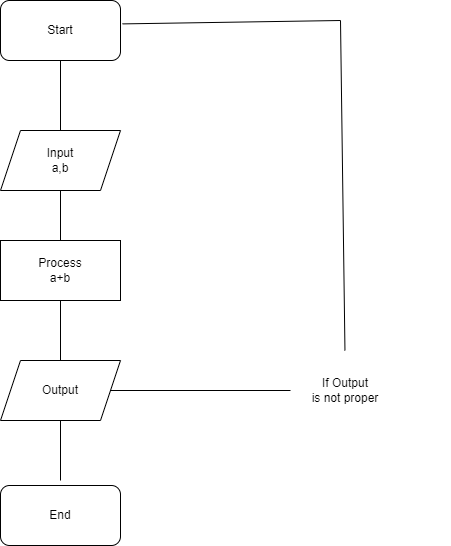 Start
Input
a,b
Process
a+b
Output
If Output
is not proper
End